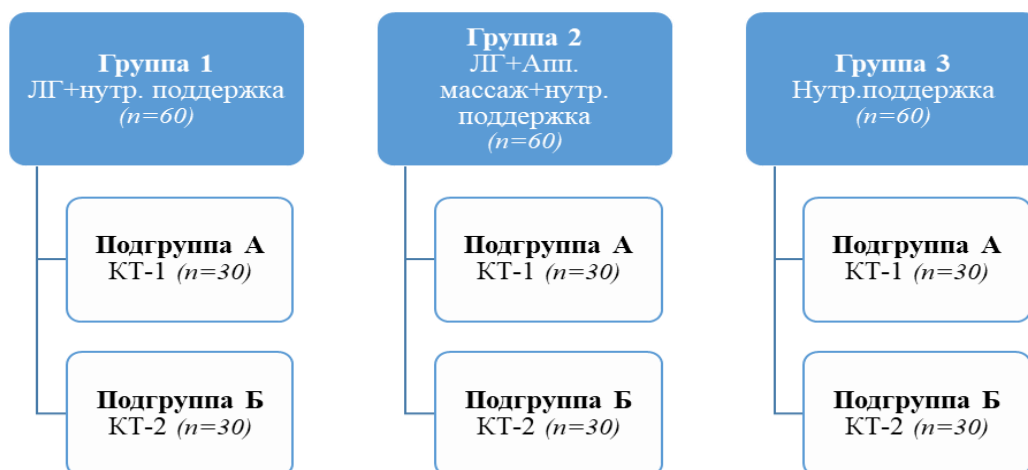 Группа 1
ЛГ+нутр. поддержка
(n=60)
Подгруппа А
КТ-1 (n=30)
Подгруппа Б
КТ-2 (n=30)
Группа 2
ЛГ+Апп.
массаж+нутр.
поддержка
(n=60)
Подгруппа А
КТ-1 (n=30)
Подгруппа Б
КТ-2 (n=30)
Группа 3
Нутр.поддержка
(n=60)
Подгруппа А
КТ-1 (n=30)
Подгруппа Б
КТ-2 (n=30)